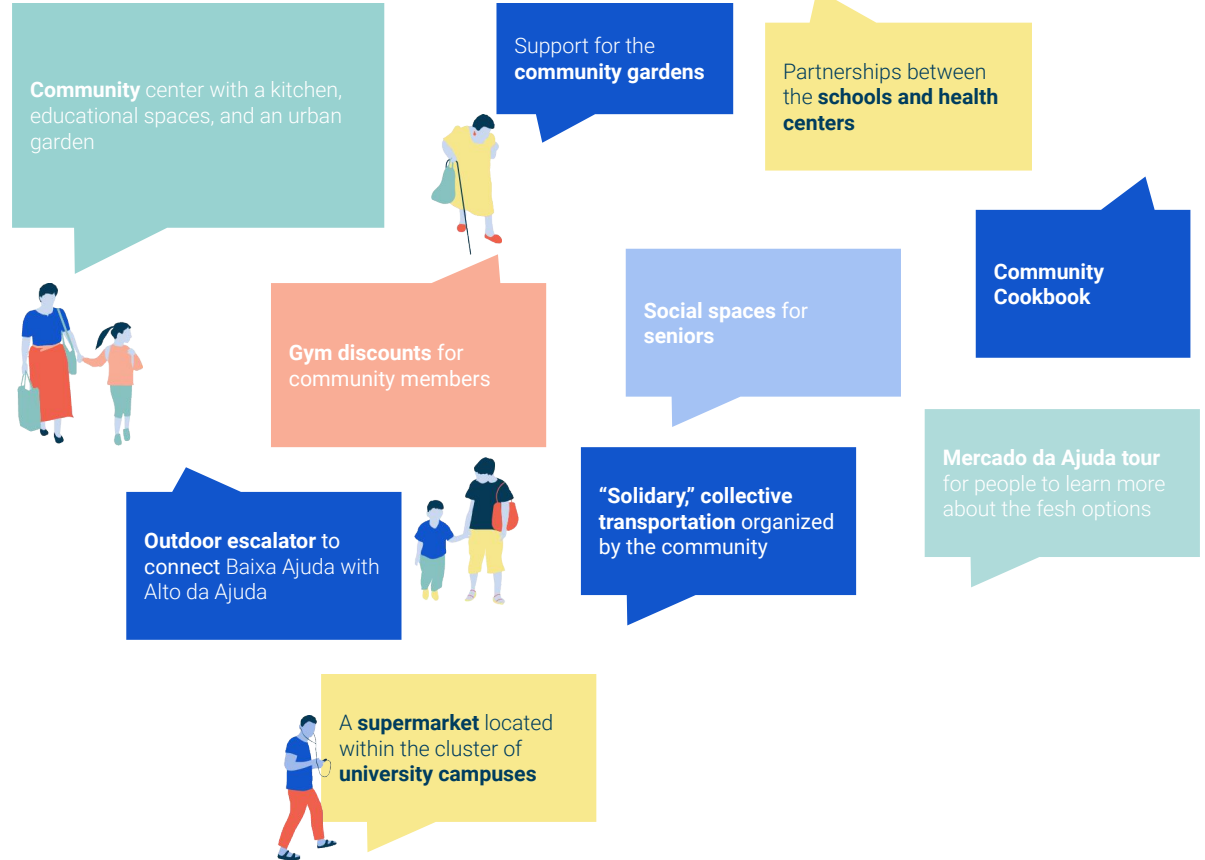 Community center with a kitchen,
educational spaces, and an urban
garden
Support for the
community gardens
Partnerships between
the schools and health
centers
Community
Cookbook
Social spaces for
seniors
Gym discounts for
community members
Mercado da Ajuda tour
for people to learn more
about the fesh options
"Solidary," collective
transportation organized
by the community
Outdoor escalator to
connect Baixa Ajuda with
Alto da Ajuda
A supermarket located
within the cluster of
university campuses